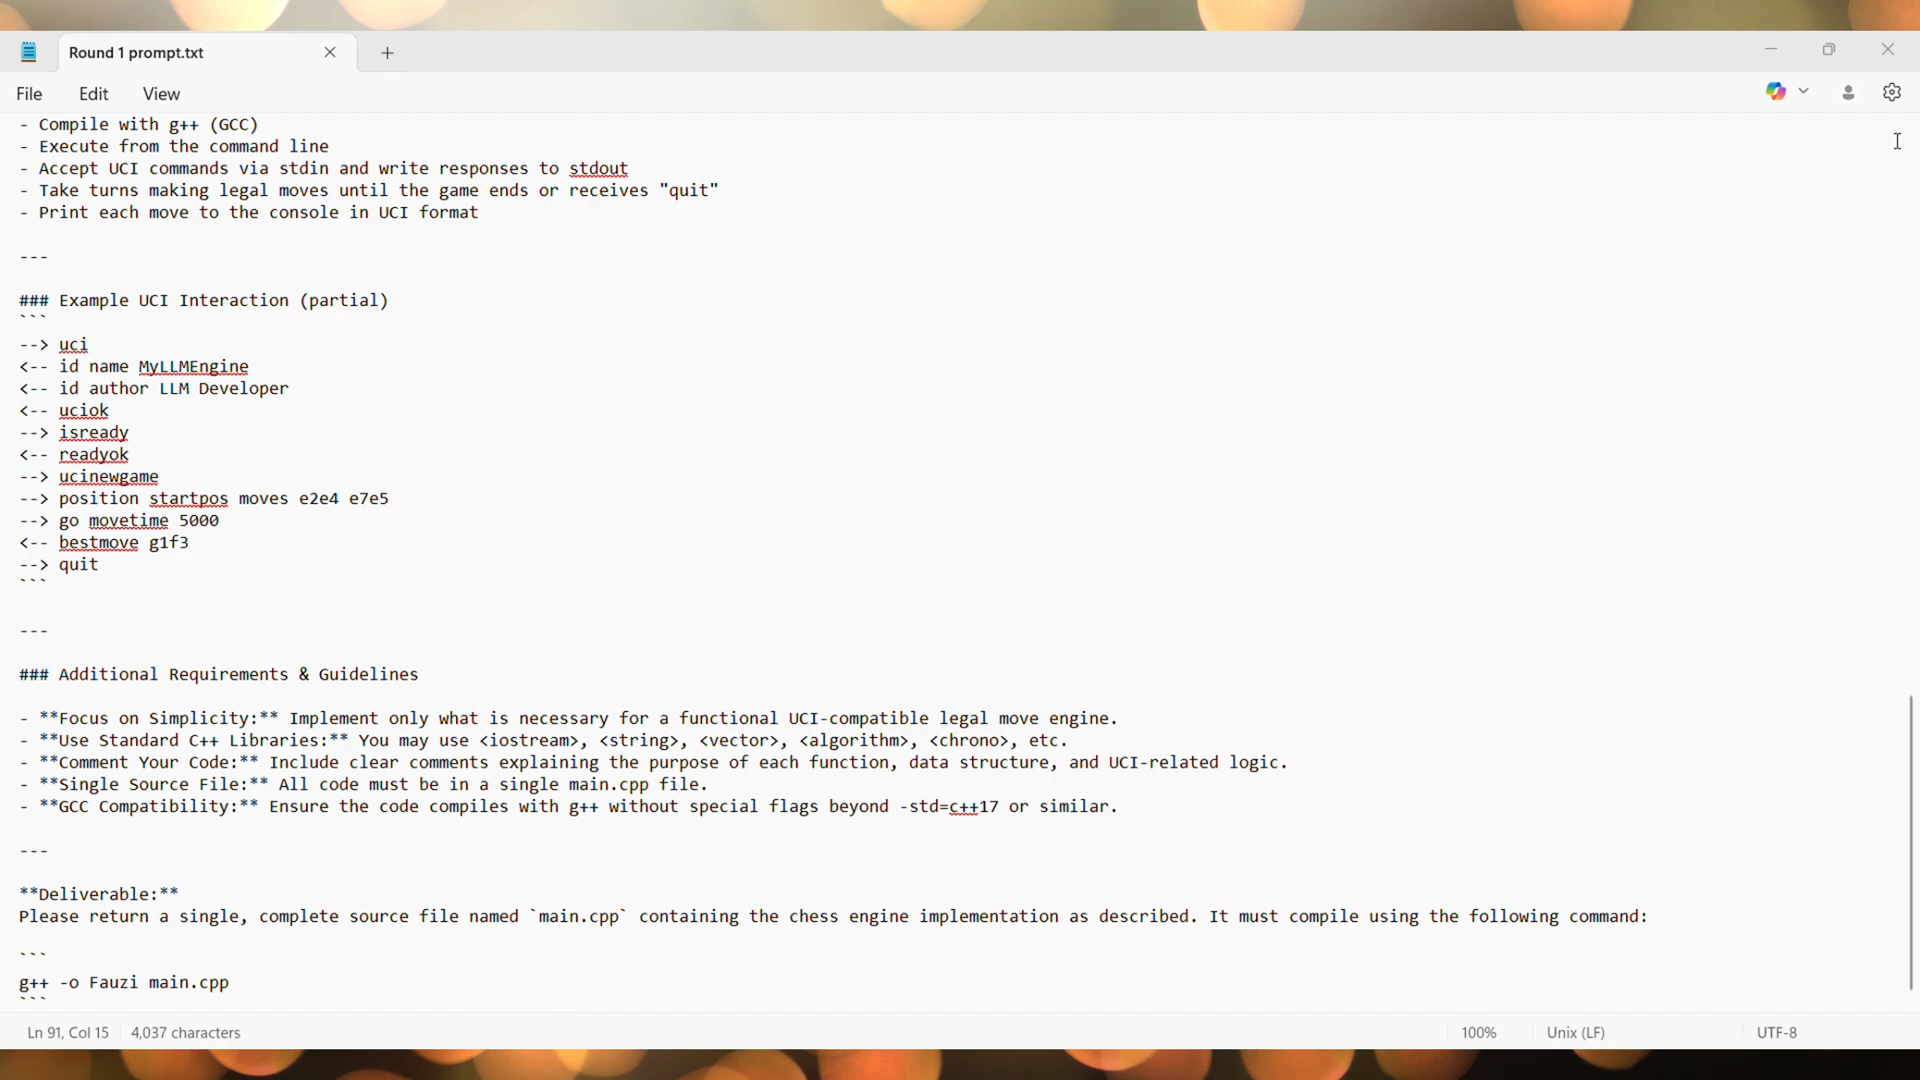 Round 1 prompt.txt
File Edit View
- Compile with g++ (GCC)
- Execute from the command line
- Accept UCI commands via stdin and write responses to stdout
- Take turns making legal moves until the game ends or receives "quit"
- Print each move to the console in UCI format
---
### Example UCI Interaction (partial)
```
--> uci
<-- id name MyLLMEngine
<-- id author LLM Developer
<-- uciok
--> isready
<-- readyok
--> ucinewgame
--> position startpos moves e2e4 e7e5
--> go movetime 5000
<-- bestmove g1f3
--> quit
```
---
### Additional Requirements & Guidelines
- **Focus on Simplicity:** Implement only what is necessary for a functional UCI-compatible legal move engine.
- **Use Standard C++ Libraries:** You may use <iostream>, <string>, <vector>, <algorithm>, <chrono>, etc.
- **Comment Your Code:** Include clear comments explaining the purpose of each function, data structure, and UCI-related logic.
- **Single Source File:** All code must be in a single main.cpp file.
- **GCC Compatibility:** Ensure the code compiles with g++ without special flags beyond -std=c++17 or similar.
---
**Deliverable:**
Please return a single, complete source file named `main.cpp` containing the chess engine implementation as described. It must compile using the following command:
```
g++ -o Fauzi main.cpp
```
Ln 91, Col 15 4,037 characters 100% Unix (LF) UTF-8